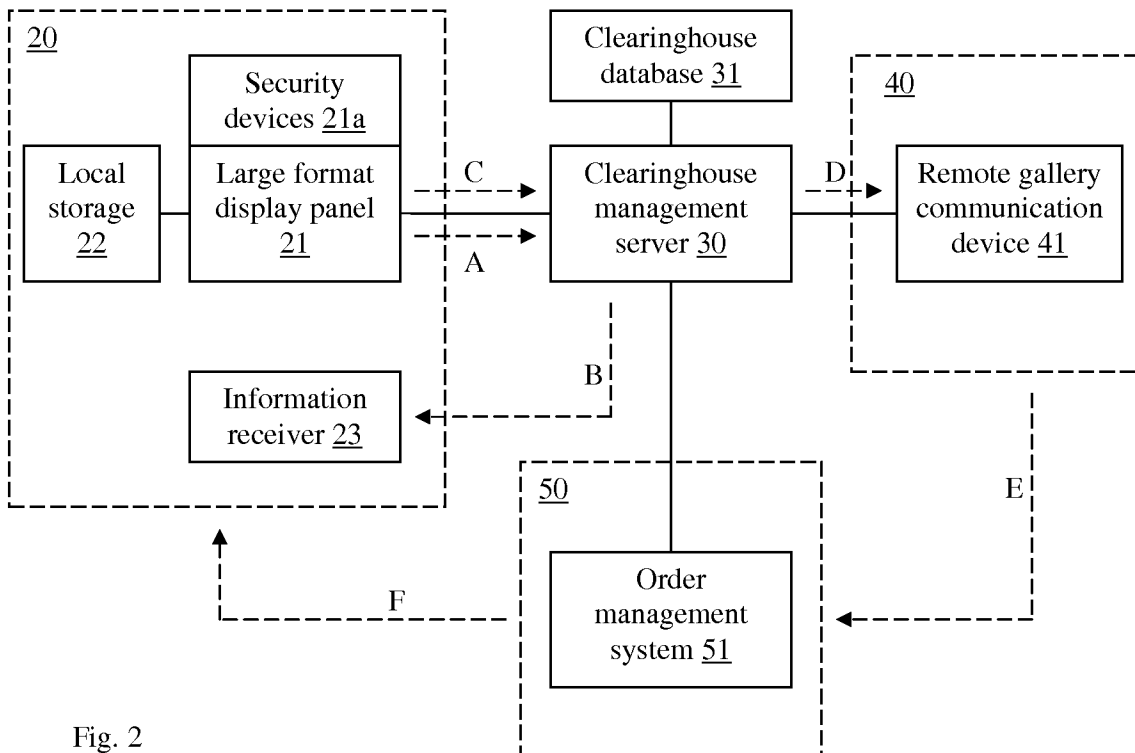 20
Security
devices 21a
Local
storage
22
Large format
display panel
21
C
A
Information
receiver 23
Clearinghouse
database 31
Clearinghouse
management
server 30
B
40
D
Remote gallery
communication
device 41
E
50
Order
management
system 51
F
Fig. 2